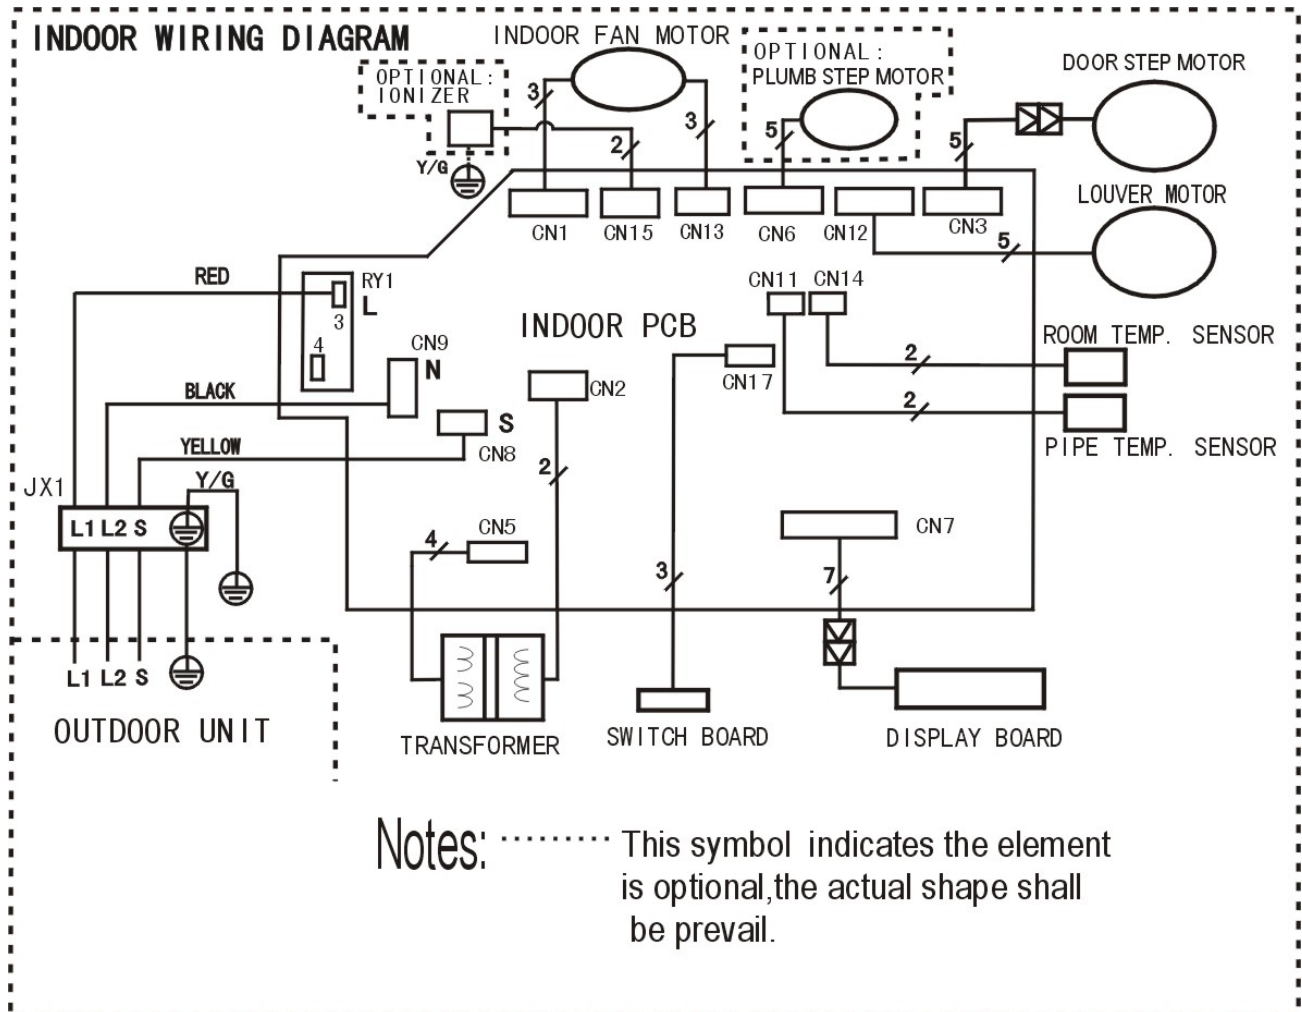 INDOOR WIRING DIAGRAM
INDOOR FAN MOTOR
OPTIONAL:
IONIZER
OPTIONAL:
PLUMB STEP MOTOR
DOOR STEP MOTOR
3
3
2
5
5
Y/G
LOUVER MOTOR
CN1
CN15
CN13
CN6
CN12
CN3
5
RED
RY1
L
3
4
CN11
CN14
INDOOR PCB
ROOM TEMP. SENSOR
CN9
N
2
CN17
BLACK
CN2
2
S
CN8
YELLOW
PIPE TEMP. SENSOR
2
Y/G
JX1
L1 L2 S
CN5
4
CN7
3
7
L1 L2 S
OUTDOOR UNIT
TRANSFORMER
SWITCH BOARD
DISPLAY BOARD
Notes: ·········· This symbol indicates the element
is optional,the actual shape shall
be prevail.